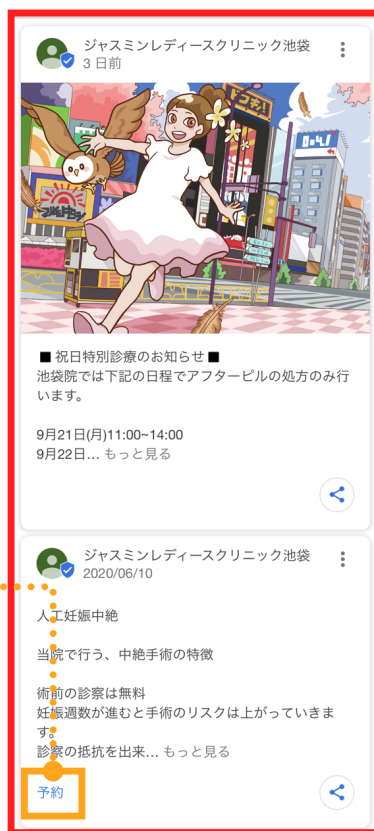 ジャスミンレディースクリニック池袋
3 日前
■ 祝日特別診療のお知らせ ■
池袋院では下記の日程でアフターピルの処方のみ行
います。
9月21日(月)11:00~14:00
9月22日… もっと見る
ジャスミンレディースクリニック池袋
2020/06/10
人工妊娠中絶
当院で行う、中絶手術の特徴
術前の診察は無料
妊娠週数が進むと手術のリスクは上がっていきま
す。
診察の抵抗を出来… もっと見る
予約